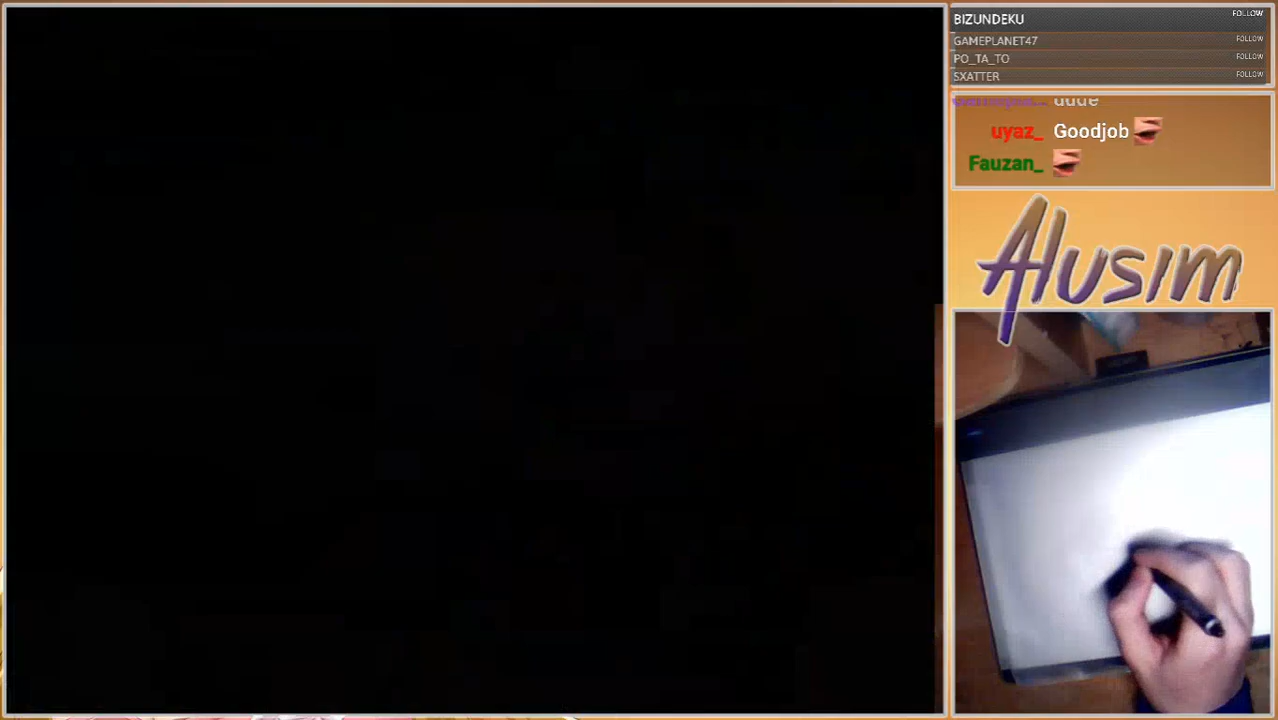 BIZUNDEKU FOLLOW
GAMEPLANET47 FOLLOW
PO_TA_TO FOLLOW
SXATTER FOLLOW
dude
uyaz_ Goodjob
Fauzan_
Alusim